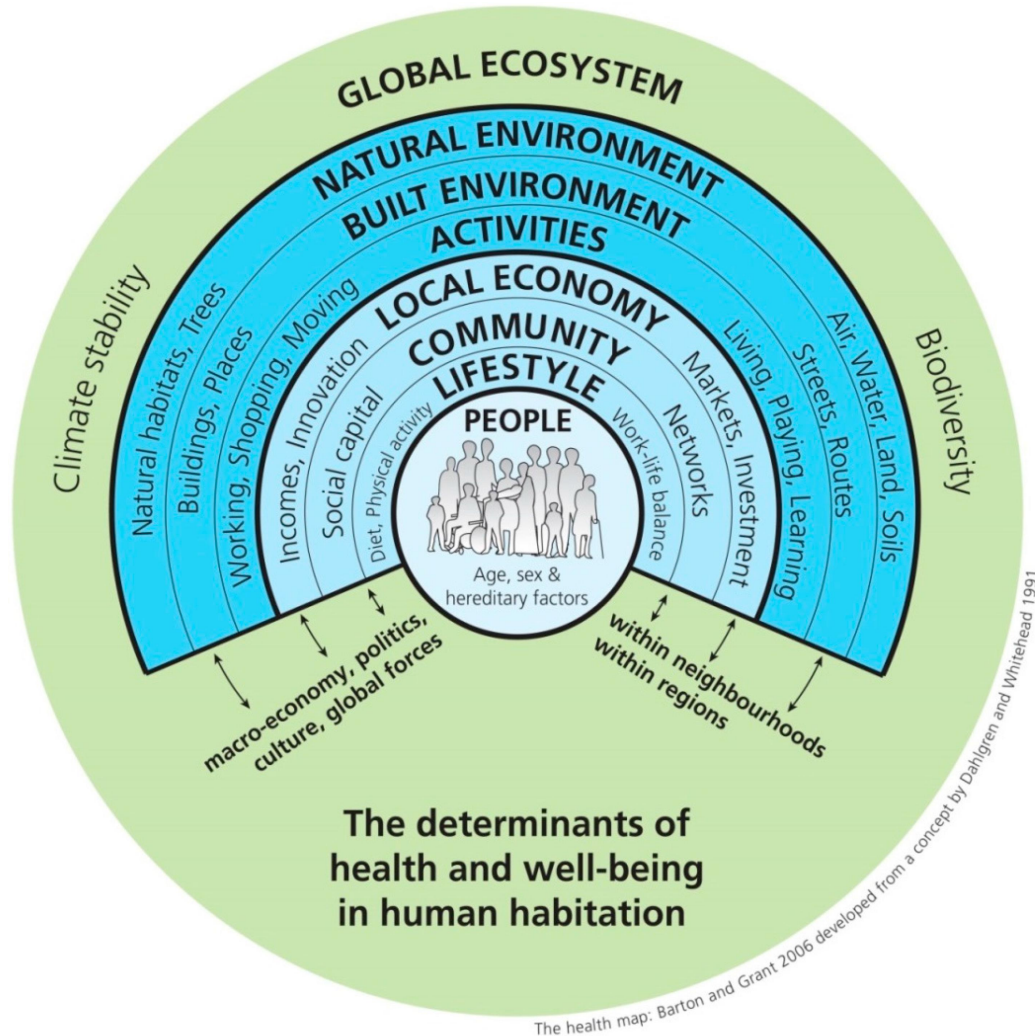 GLOBAL ECOSYSTEM
NATURAL ENVIRONMENT
BUILT ENVIRONMENT
ACTIVITIES
LOCAL ECONOMY
COMMUNITY
LIFESTYLE
PEOPLE
Age, sex &
hereditary factors
Climate stability
Natural habitats, Trees
Buildings, Places
Working, Shopping, Moving
Incomes, Innovation
Social capital
Diet, Physical activity
Work-life balance
Networks
Markets, Investment
Living, Playing, Learning
Streets, Routes
Air, Water, Land, Soils
Biodiversity
macro-economy, politics,
culture, global forces
within neighbourhoods
within regions
The determinants of
health and well-being
in human habitation
The health map: Barton and Grant 2006 developed from a concept by Dahlgren and Whitehead 1991